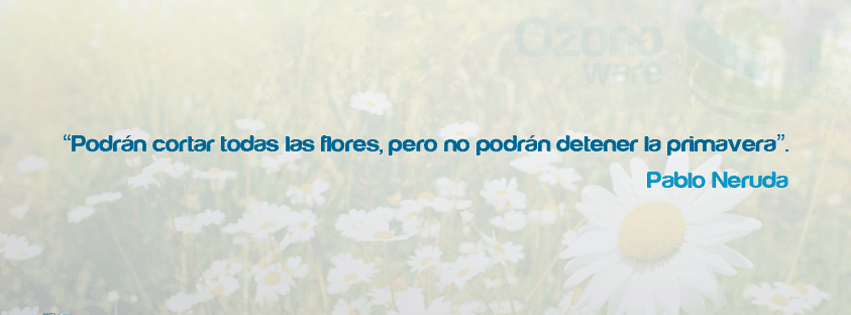 Ozono
ware
“Podrán cortar todas las flores, pero no podrán detener la primavera”.
Pablo Neruda